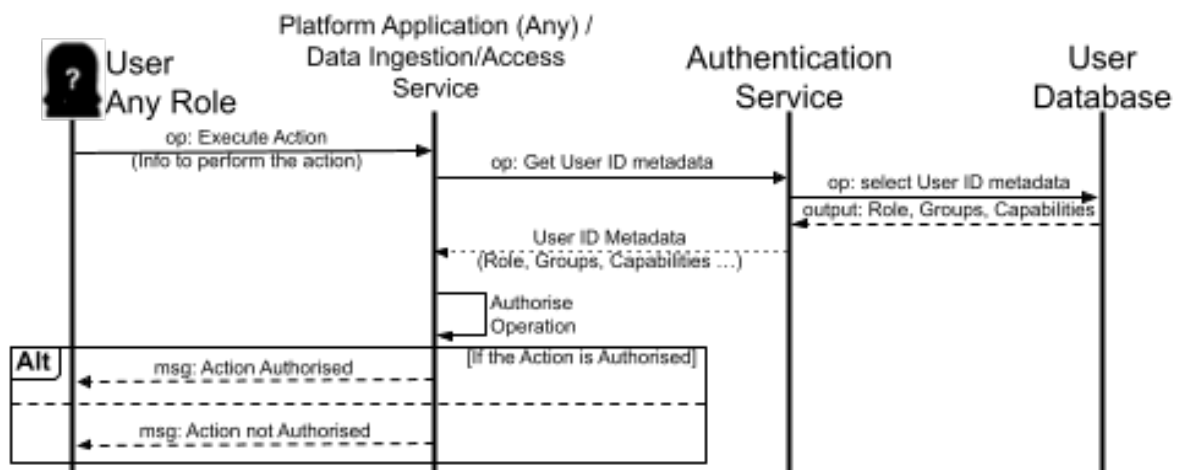 Platform Application (Any) /
Data Ingestion/Access
Service
?
User
Any Role
Authentication
Service
User
Database
op: Execute Action
(Info to perform the action)
op: Get User ID metadata
op: select User ID metadata
output: Role, Groups, Capabilities
User ID Metadata
(Role, Groups, Capabilities ...)
Authorise
Operation
Alt
[If the Action is Authorised]
msg: Action Authorised
msg: Action not Authorised